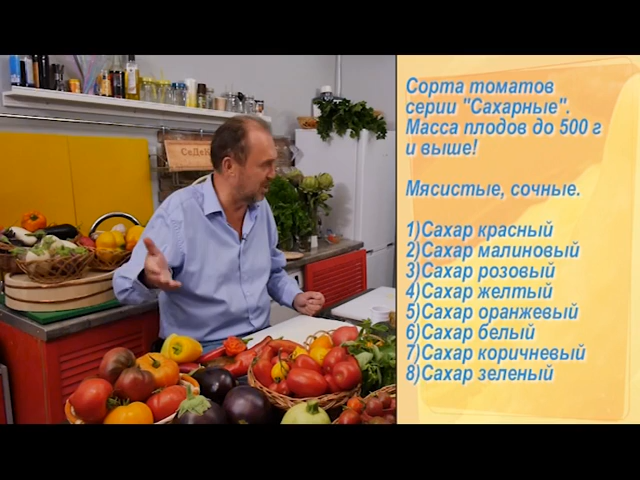 СеДеК
Сорта томатов
серии "Сахарные".
Масса плодов до 500 г
и выше!
Мясистые, сочные.
1)Сахар красный
2)Сахар малиновый
3)Сахар розовый
4)Сахар желтый
5)Сахар оранжевый
6)Сахар белый
7)Сахар коричневый
8)Сахар зеленый